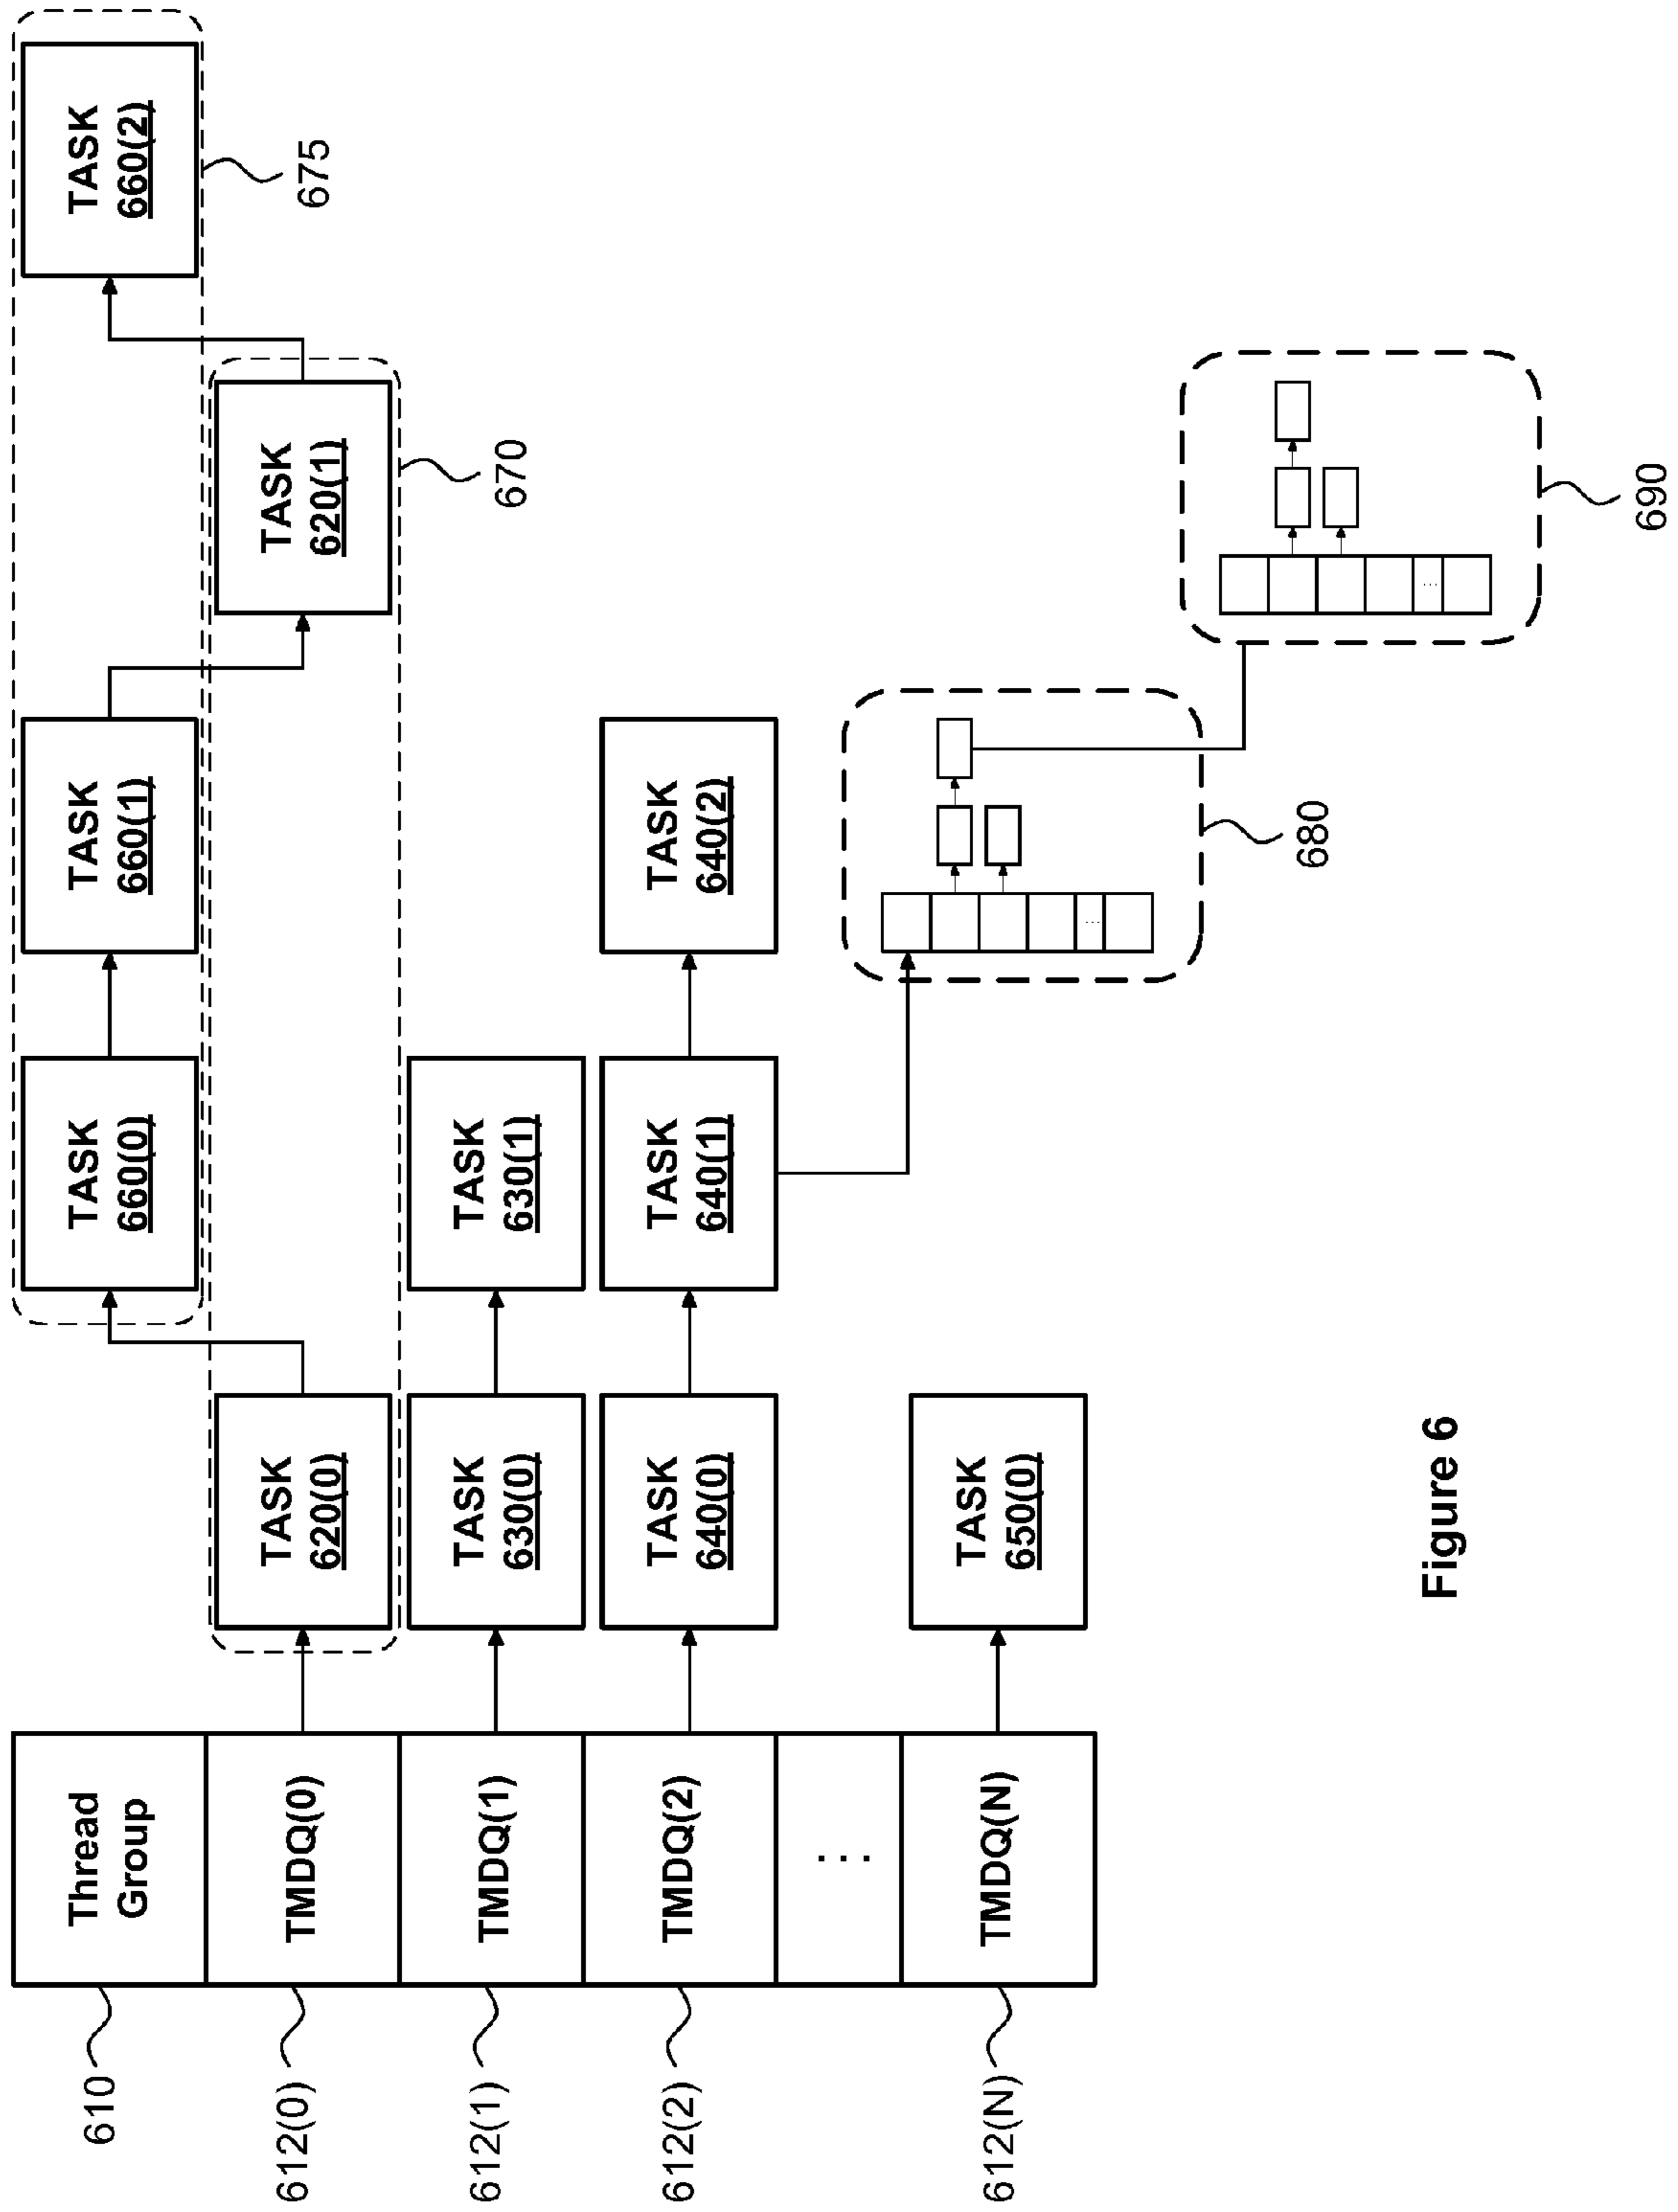 610
Thread
Group
TASK
660(0)
TASK
660(1)
TASK
660(2)
675
612(0)
TMDQ(0)
TASK
620(0)
TASK
620(1)
670
612(1)
TMDQ(1)
TASK
630(0)
TASK
630(1)
612(2)
TMDQ(2)
TASK
640(0)
TASK
640(1)
TASK
640(2)
...
612(N)
TMDQ(N)
TASK
650(0)
...
680
...
690
Figure 6